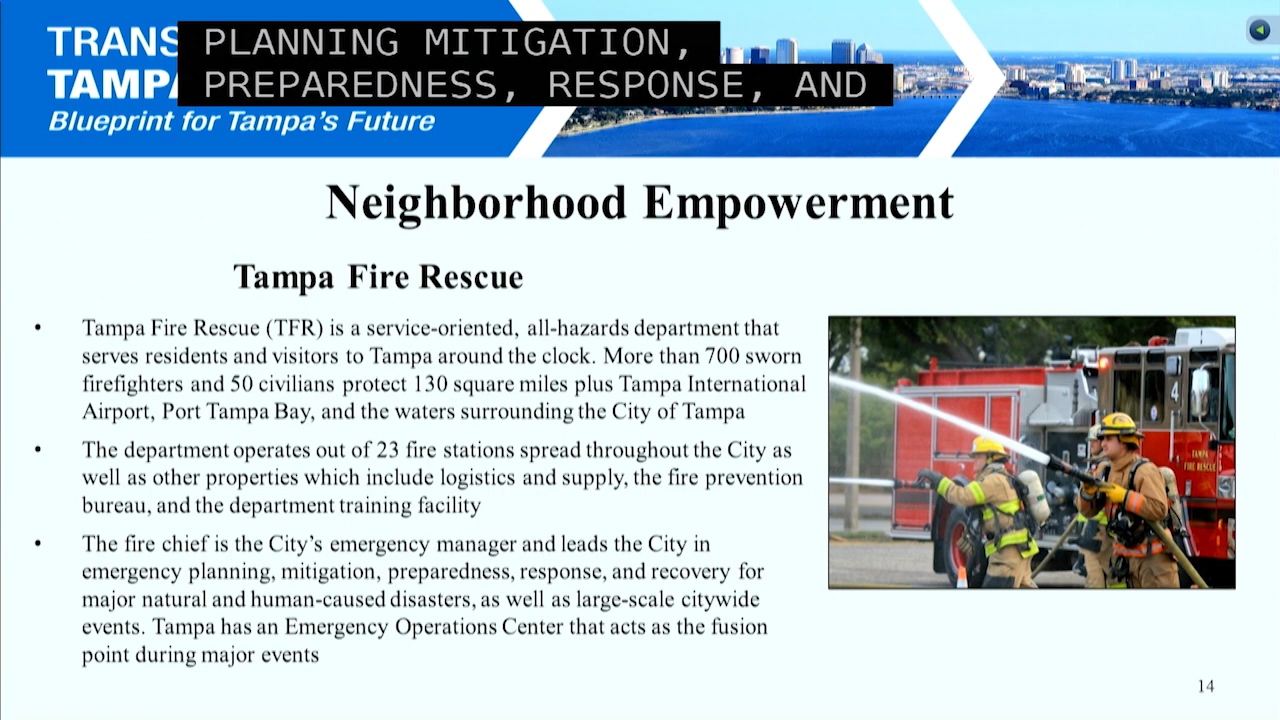 TRANS
TAMPA
Blueprint for Tampa's Future
PLANNING MITIGATION,
PREPAREDNESS, RESPONSE, AND
Neighborhood Empowerment
Tampa Fire Rescue
• Tampa Fire Rescue (TFR) is a service-oriented, all-hazards department that
serves residents and visitors to Tampa around the clock. More than 700 sworn
firefighters and 50 civilians protect 130 square miles plus Tampa International
Airport, Port Tampa Bay, and the waters surrounding the City of Tampa
• The department operates out of 23 fire stations spread throughout the City as
well as other properties which include logistics and supply, the fire prevention
bureau, and the department training facility
• The fire chief is the City's emergency manager and leads the City in
emergency planning, mitigation, preparedness, response, and recovery for
major natural and human-caused disasters, as well as large-scale citywide
events. Tampa has an Emergency Operations Center that acts as the fusion
point during major events
4
TAMPA
FIRE RESCUE
14